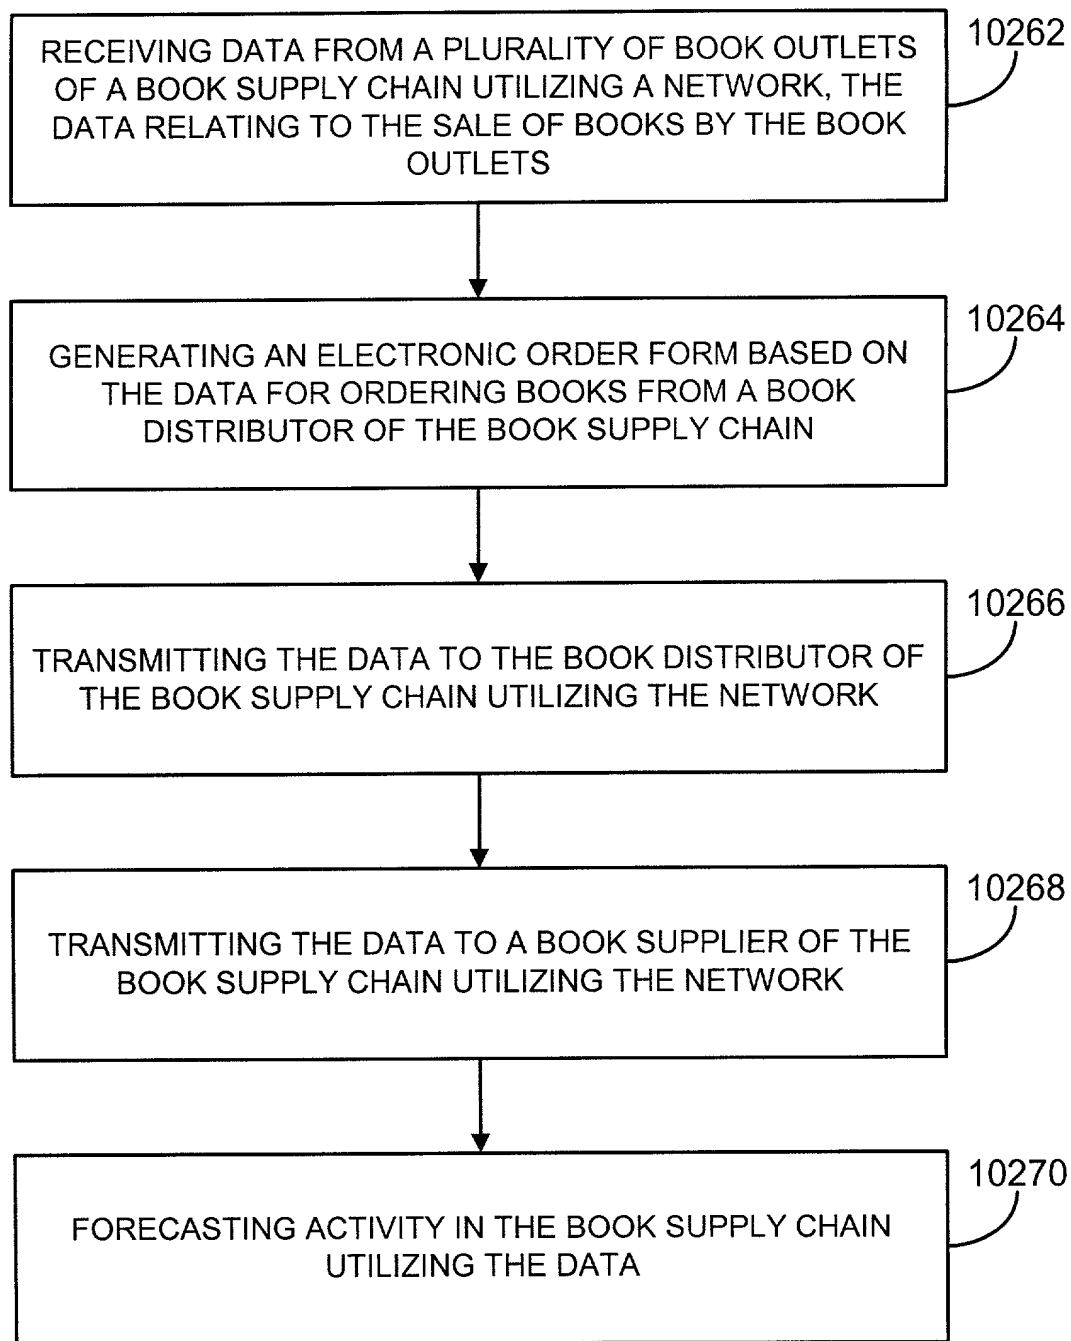 RECEIVING DATA FROM A PLURALITY OF BOOK OUTLETS
OF A BOOK SUPPLY CHAIN UTILIZING A NETWORK, THE
DATA RELATING TO THE SALE OF BOOKS BY THE BOOK
OUTLETS
10262
GENERATING AN ELECTRONIC ORDER FORM BASED ON
THE DATA FOR ORDERING BOOKS FROM A BOOK
DISTRIBUTOR OF THE BOOK SUPPLY CHAIN
10264
TRANSMITTING THE DATA TO THE BOOK DISTRIBUTOR OF
THE BOOK SUPPLY CHAIN UTILIZING THE NETWORK
10266
TRANSMITTING THE DATA TO A BOOK SUPPLIER OF THE
BOOK SUPPLY CHAIN UTILIZING THE NETWORK
10268
FORECASTING ACTIVITY IN THE BOOK SUPPLY CHAIN
UTILIZING THE DATA
10270